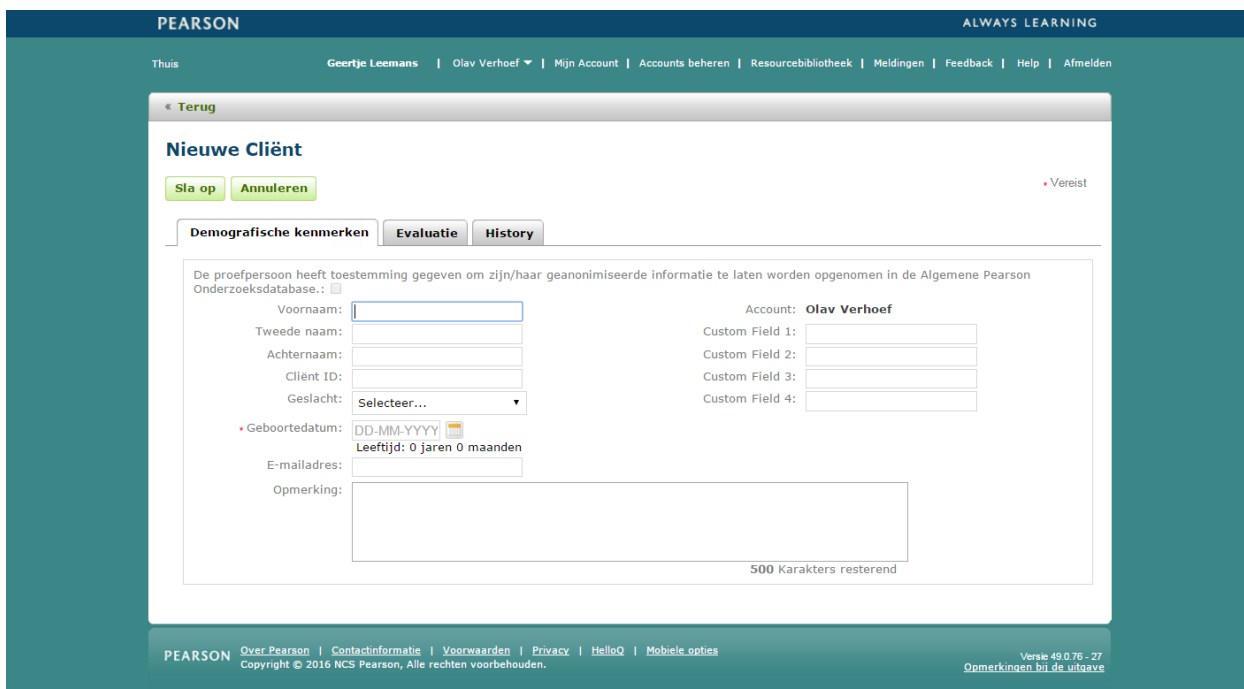 PEARSON ALWAYS LEARNING
Thuis Geertje Leemans | Olav Verhoef | Mijn Account | Accounts beheren | Resourcebibliotheek | Meldingen | Feedback | Help | Afmelden
« Terug
Nieuwe Cliënt
Sla op Annuleren • Vereist
Demografische kenmerken Evaluatie History
De proefpersoon heeft toestemming gegeven om zijn/haar geanonimiseerde informatie te laten worden opgenomen in de Algemene Pearson
Onderzoeksdatabase.:
Voornaam: Account: Olav Verhoef
Tweede naam: Custom Field 1:
Achternaam: Custom Field 2:
Cliënt ID: Custom Field 3:
Geslacht: Selecteer... Custom Field 4:
• Geboortedatum: DD-MM-YYYY
Leeftijd: 0 jaren 0 maanden
E-mailadres:
Opmerking:
500 Karakters resterend
PEARSON Over Pearson | Contactinformatie | Voorwaarden | Privacy | HelloQ | Mobiele opties
Copyright © 2016 NCS Pearson, Alle rechten voorbehouden.
Versie 49.0.76 - 27
Opmerkingen bij de uitgave